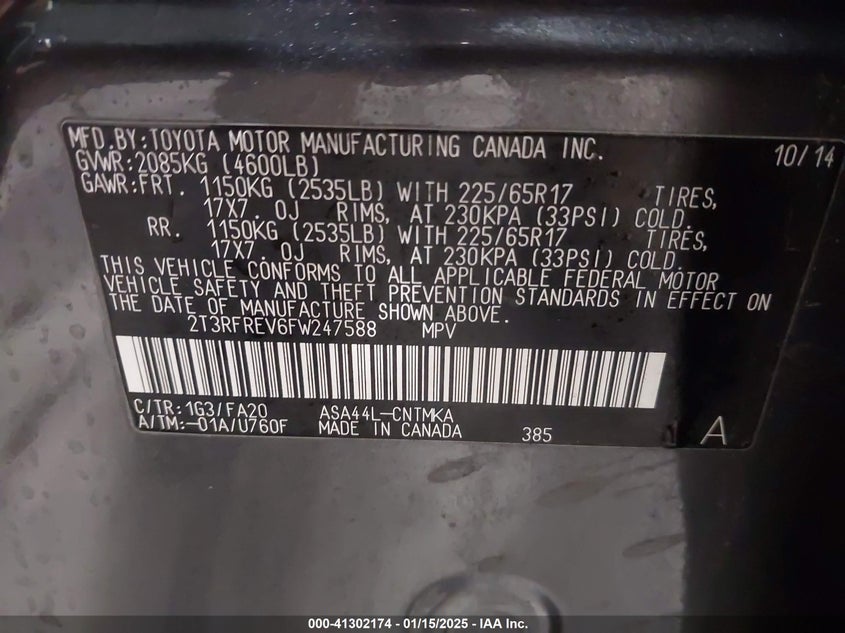 MFD.BY:TOYOTA MOTOR MANUFACTURING CANADA INC. 10/14
GVWR:2085KG (4600LB)
GAWR:FRT. 1150KG (2535LB) WITH 225/65R17 TIRES,
17X7.0J RIMS, AT 230KPA (33PSI) COLD.
RR. 1150KG (2535LB) WITH 225/65R17 TIRES,
17X7.0J RIMS, AT 230KPA (33PSI) COLD.
THIS VEHICLE CONFORMS TO ALL APPLICABLE FEDERAL MOTOR
VEHICLE SAFETY AND THEFT PREVENTION STANDARDS IN EFFECT ON
THE DATE OF MANUFACTURE SHOWN ABOVE.
2T3RFREV6FW247588 MPV
C/TR:1G3/FA20 ASA44L-CNTMKA
A/TM:-01A/U760F MADE IN CANADA 385 A
000-41302174 - 01/15/2025 - IAA Inc.